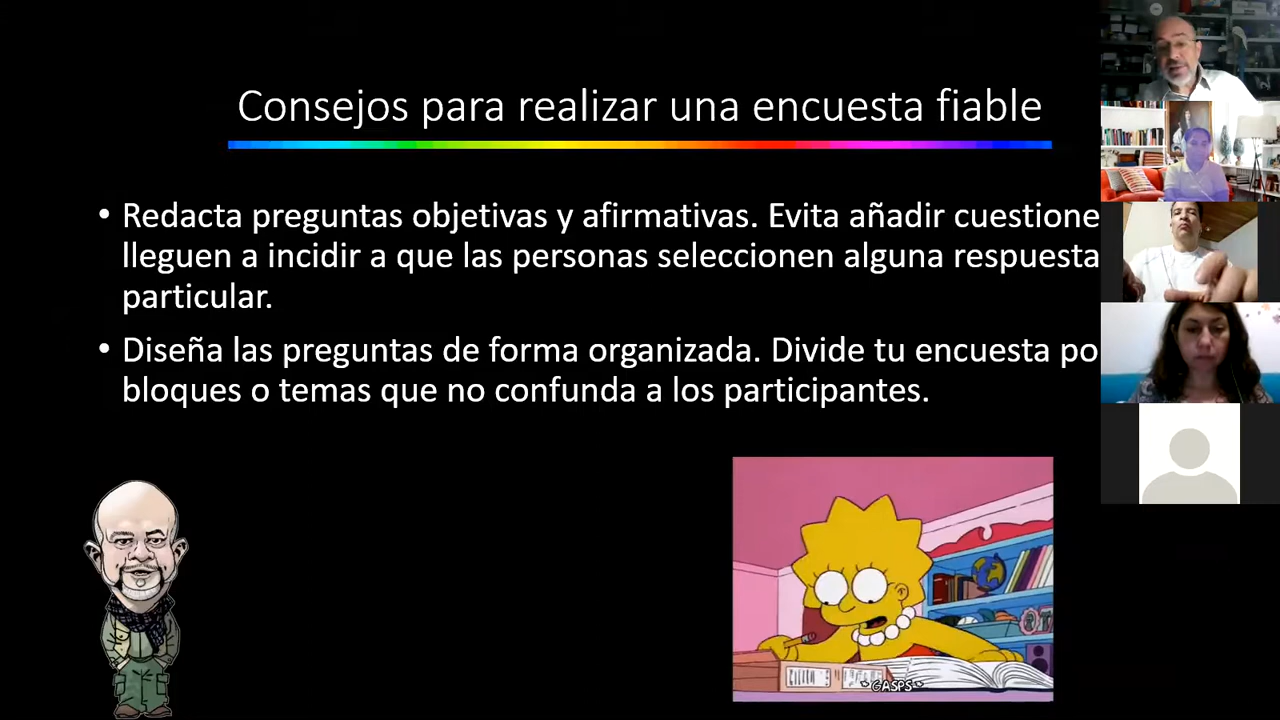 Consejos para realizar una encuesta fiable
• Redacta preguntas objetivas y afirmativas. Evita añadir cuestione
lleguen a incidir a que las personas seleccionen alguna respuesta
particular.
• Diseña las preguntas de forma organizada. Divide tu encuesta po
bloques o temas que no confunda a los participantes.
*GASPS*